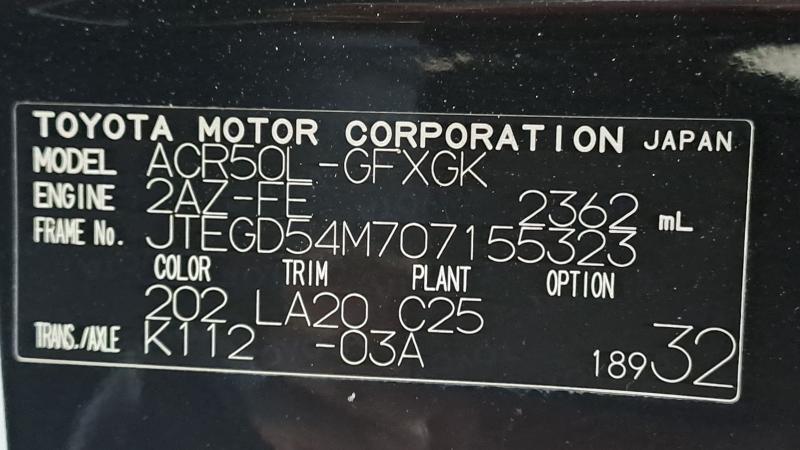 TOYOTA MOTOR CORPORATION JAPAN
MODEL ACR50L-GFXGK
ENGINE 2AZ-FE 2362 mL
FRAME No. JTEGD54M707155323
COLOR TRIM PLANT OPTION
202 LA20 C25
TRANS./AXLE K112 -03A 18932